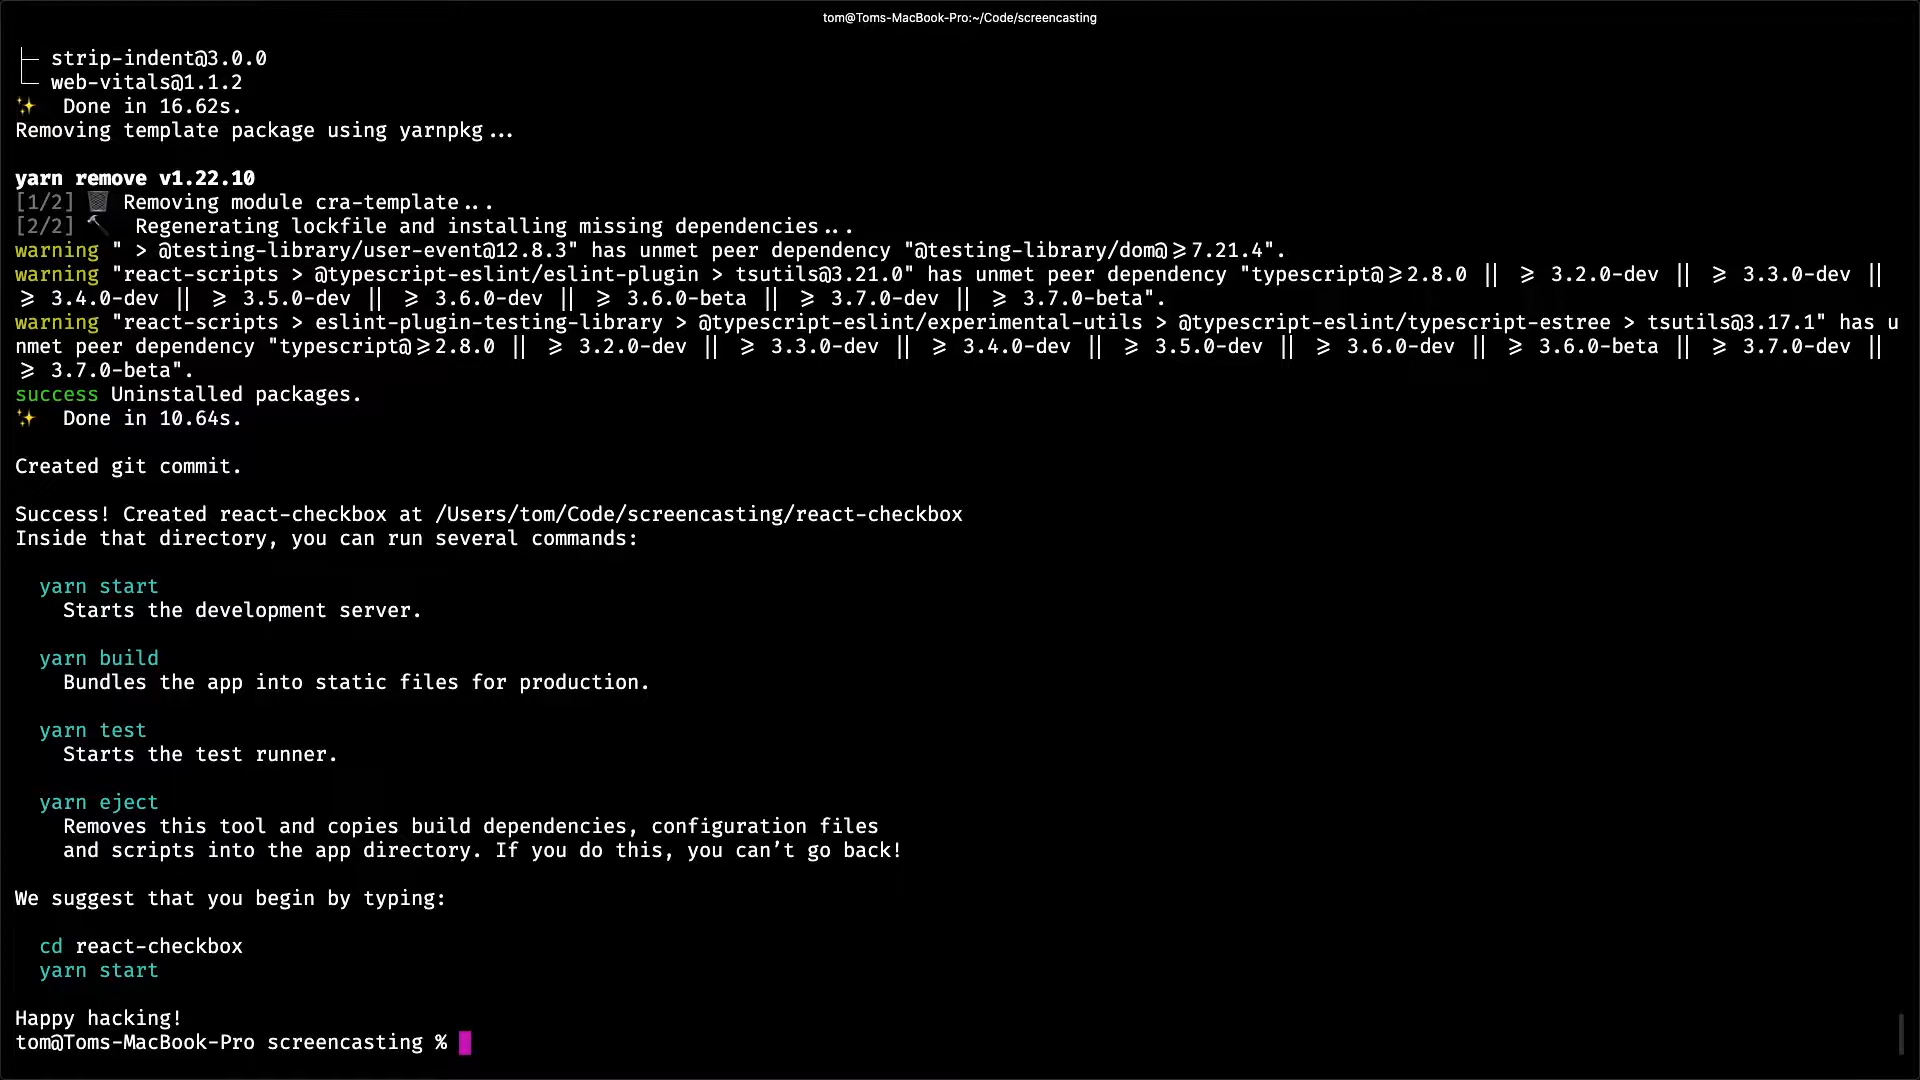 tom@Toms-MacBook-Pro:~/Code/screencasting
├─ strip-indent@3.0.0
└─ web-vitals@1.1.2
✨  Done in 16.62s.
Removing template package using yarnpkg...
yarn remove v1.22.10
[1/2] 🗑 Removing module cra-template...
[2/2] 🔨  Regenerating lockfile and installing missing dependencies...
warning " > @testing-library/user-event@12.8.3" has unmet peer dependency "@testing-library/dom@>=7.21.4".
warning "react-scripts > @typescript-eslint/eslint-plugin > tsutils@3.21.0" has unmet peer dependency "typescript@>=2.8.0 || >= 3.2.0-dev || >= 3.3.0-dev ||
>= 3.4.0-dev || >= 3.5.0-dev || >= 3.6.0-dev || >= 3.6.0-beta || >= 3.7.0-dev || >= 3.7.0-beta".
warning "react-scripts > eslint-plugin-testing-library > @typescript-eslint/experimental-utils > @typescript-eslint/typescript-estree > tsutils@3.17.1" has u
nmet peer dependency "typescript@>=2.8.0 || >= 3.2.0-dev || >= 3.3.0-dev || >= 3.4.0-dev || >= 3.5.0-dev || >= 3.6.0-dev || >= 3.6.0-beta || >= 3.7.0-dev ||
>= 3.7.0-beta".
success Uninstalled packages.
✨  Done in 10.64s.
Created git commit.
Success! Created react-checkbox at /Users/tom/Code/screencasting/react-checkbox
Inside that directory, you can run several commands:
yarn start
Starts the development server.
yarn build
Bundles the app into static files for production.
yarn test
Starts the test runner.
yarn eject
Removes this tool and copies build dependencies, configuration files
and scripts into the app directory. If you do this, you can’t go back!
We suggest that you begin by typing:
cd react-checkbox
yarn start
Happy hacking!
tom@Toms-MacBook-Pro screencasting %